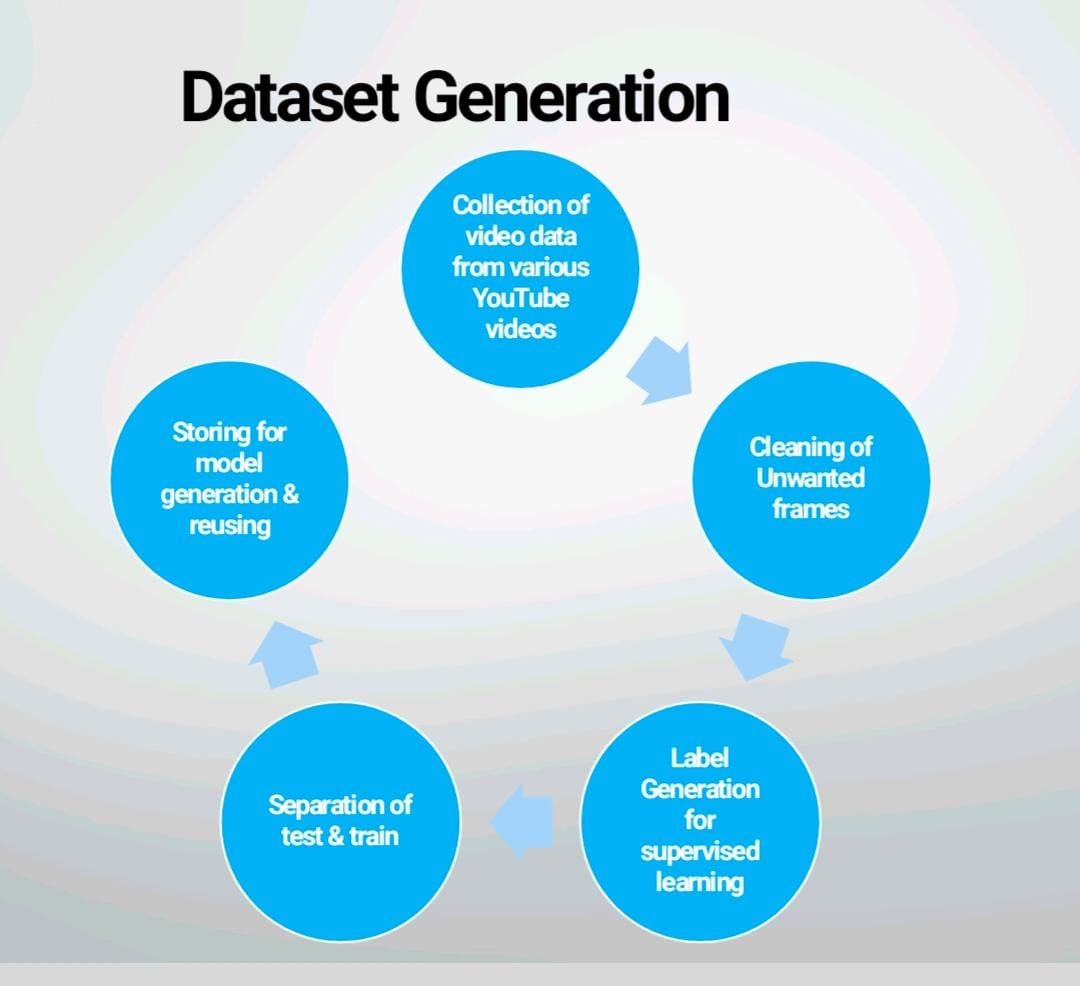 Dataset Generation
Collection of
video data
from various
YouTube
videos
Cleaning of
Unwanted
frames
Label
Generation
for
supervised
learning
Separation of
test & train
Storing for
model
generation &
reusing